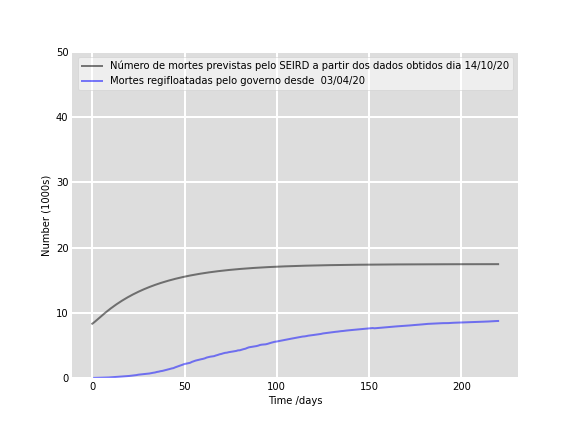 Número de mortes previstas pelo SEIRD a partir dos dados obtidos dia 14/10/20
Mortes regifloatadas pelo governo desde  03/04/20
50
40
30
20
10
0
Number (1000s)
0 50 100 150 200
Time /days